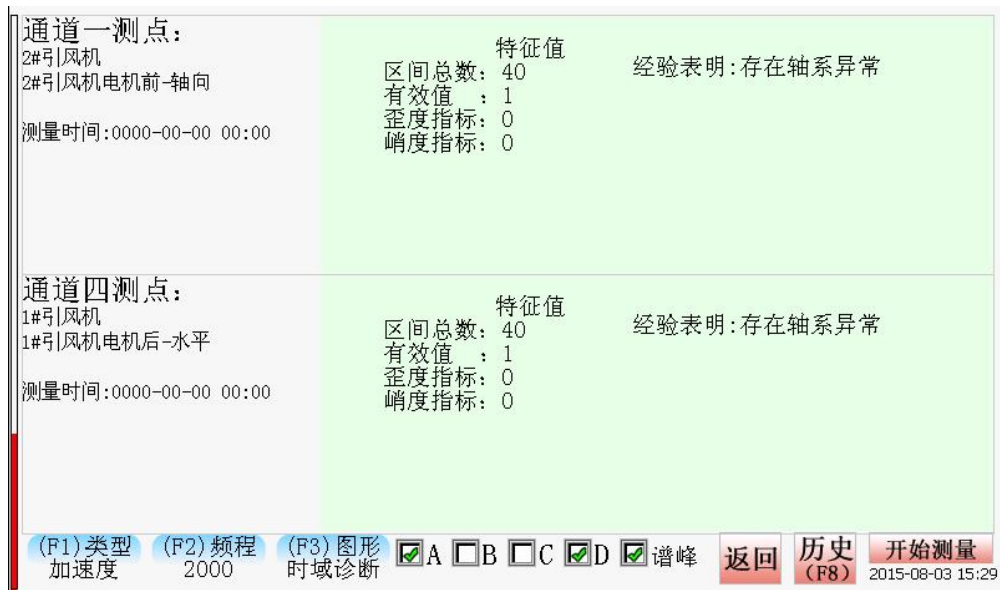 通道一测点：
2#引风机
2#引风机电机前-轴向
测量时间:0000-00-00 00:00
特征值
区间总数：40
有效值 ：1
歪度指标：0
峭度指标：0
经验表明:存在轴系异常
通道四测点：
1#引风机
1#引风机电机后-水平
测量时间:0000-00-00 00:00
特征值
区间总数：40
有效值 ：1
歪度指标：0
峭度指标：0
经验表明:存在轴系异常
(F1)类型
加速度
(F2)频程
2000
(F3)图形
时域诊断
A B C D 谱峰
返回
历史
(F8)
开始测量
2015-08-03 15:29